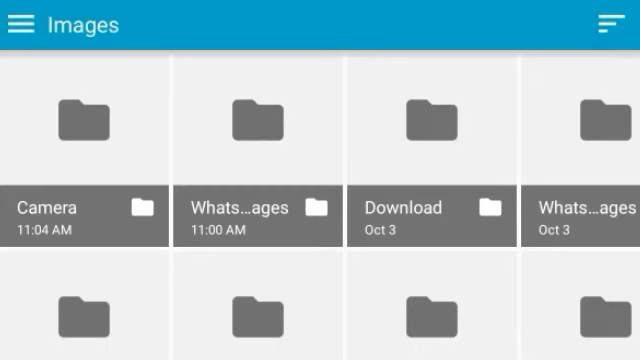 Images
Camera
11:04 AM
Whats...ages
11:00 AM
Download
Oct 3
Whats...ages
Oct 3